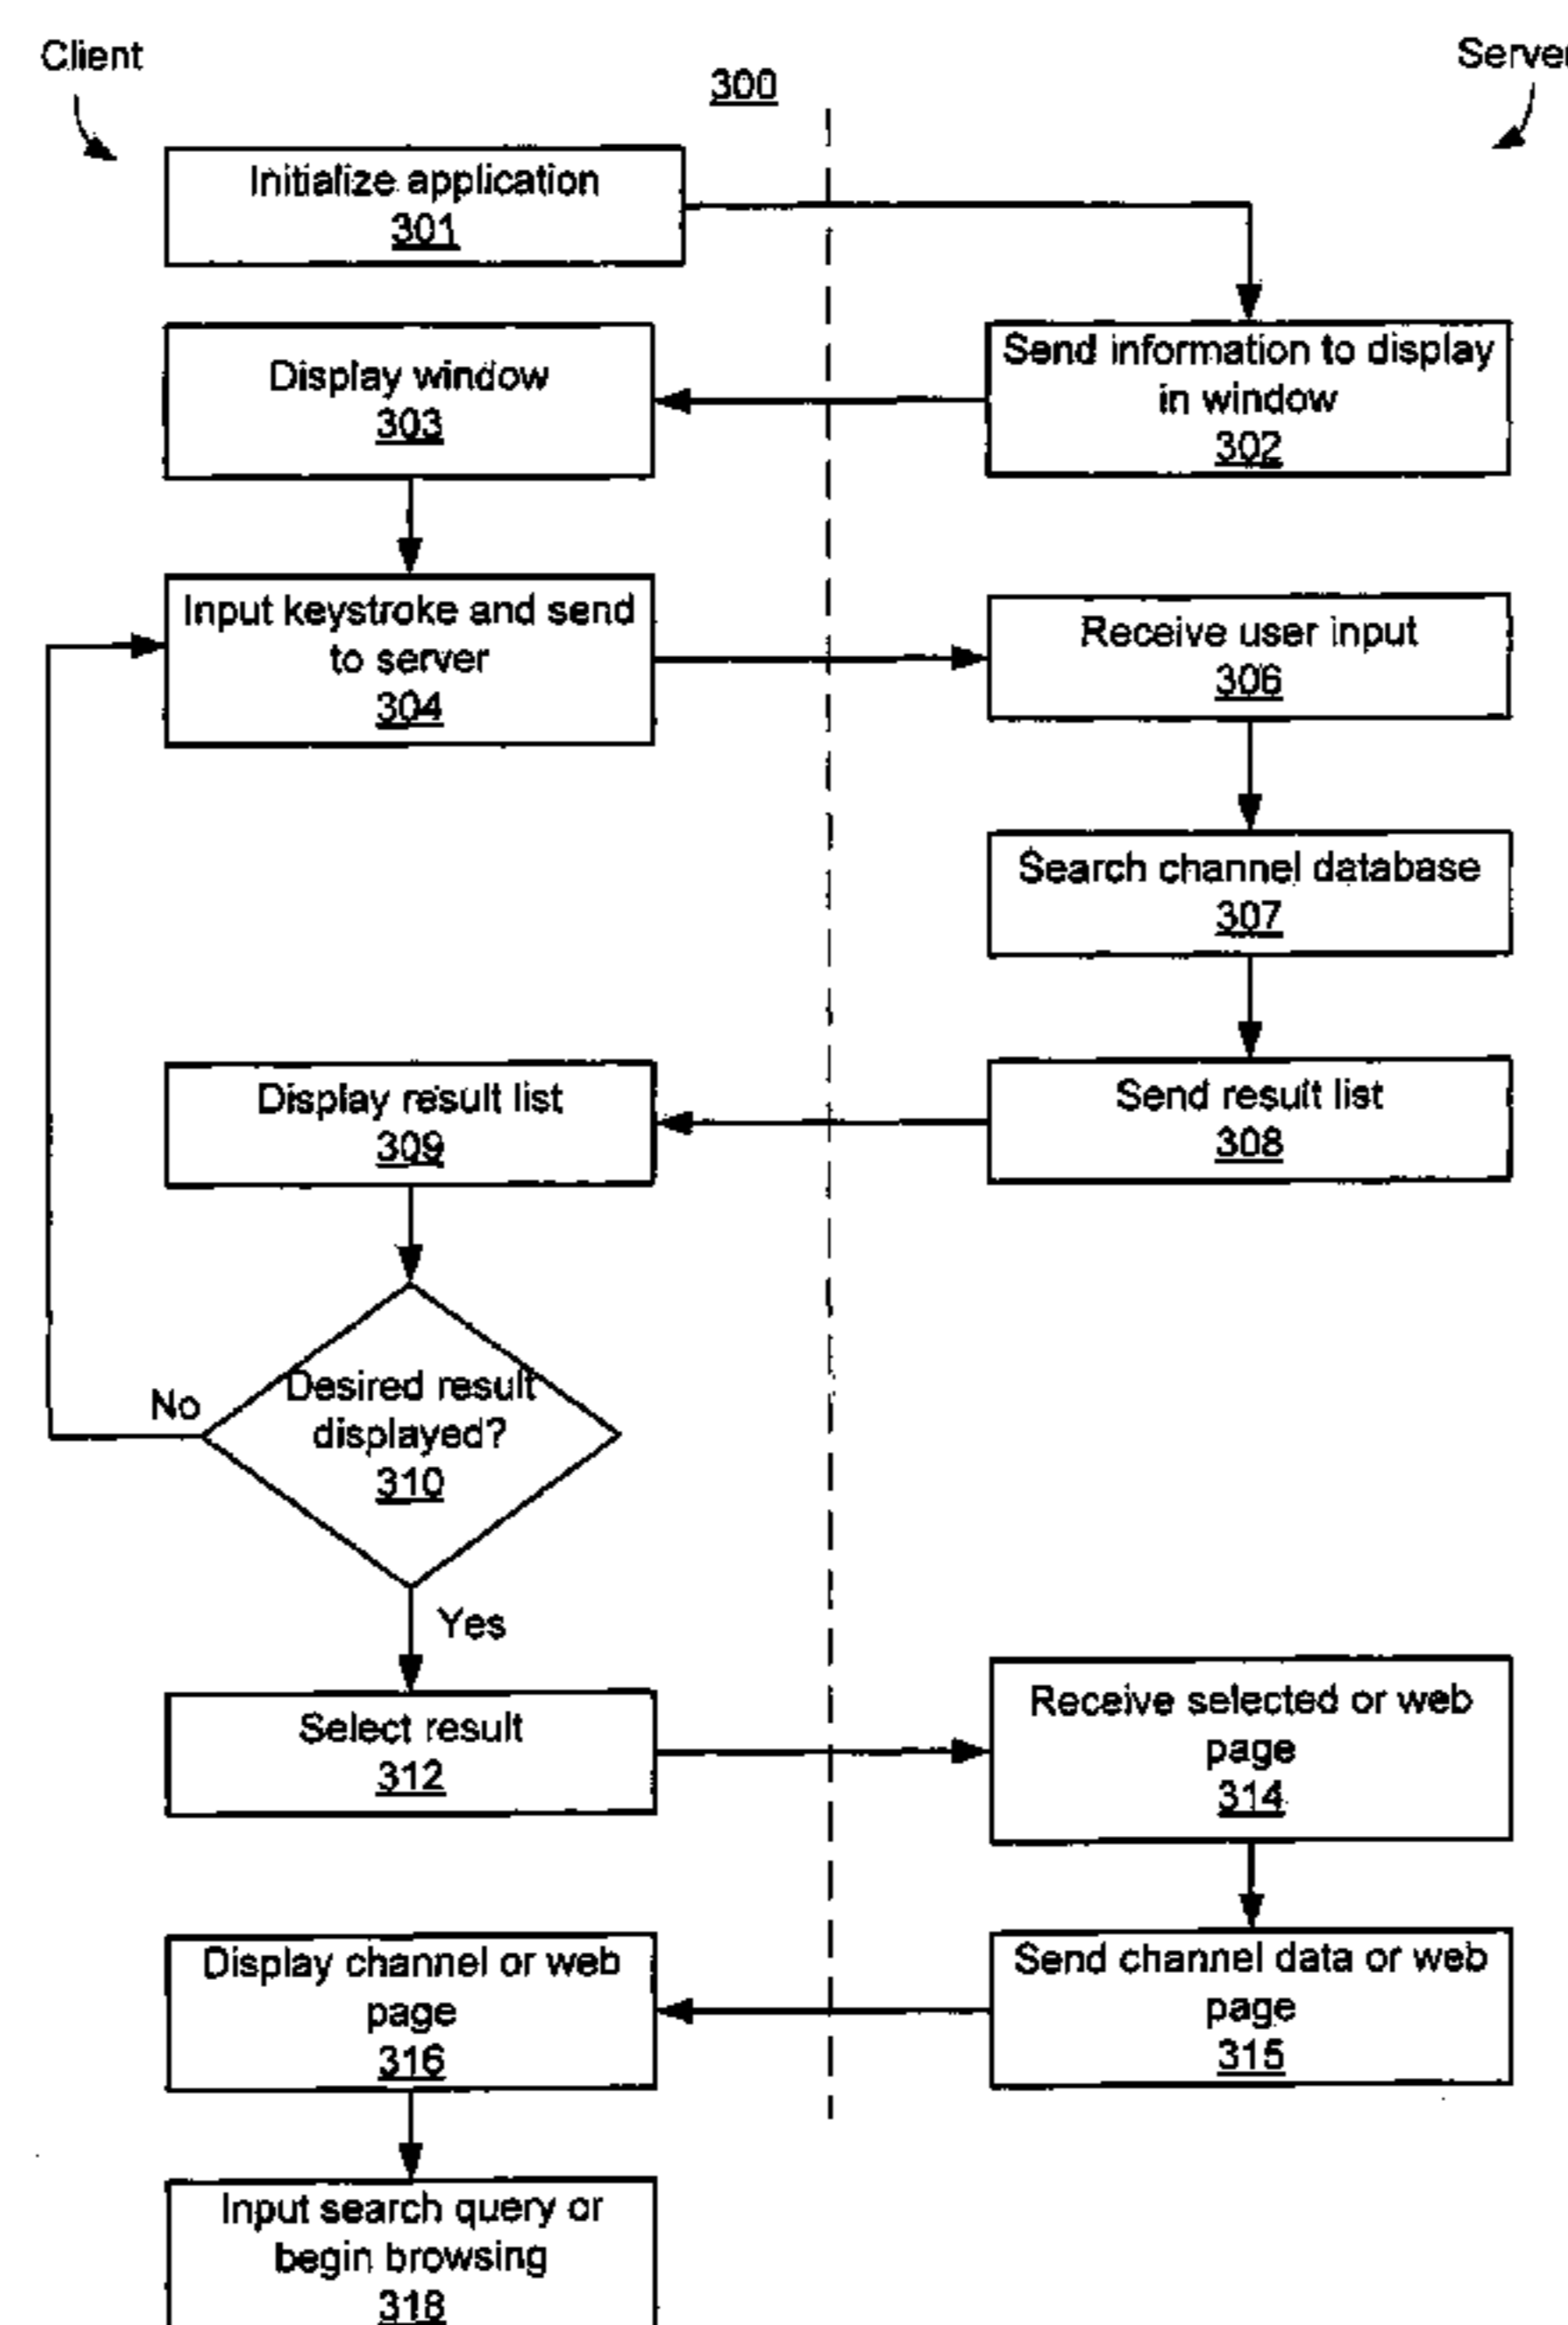 Client
300
Server
Initialize application
301
Send information to display
in window
302
Display window
303
Input keystroke and send
to server
304
Receive user input
306
Search channel database
307
Send result list
308
Display result list
309
Desired result
displayed?
310
No
Yes
Select result
312
Receive selected or web
page
314
Send channel data or web
page
315
Display channel or web
page
316
Input search query or
begin browsing
318